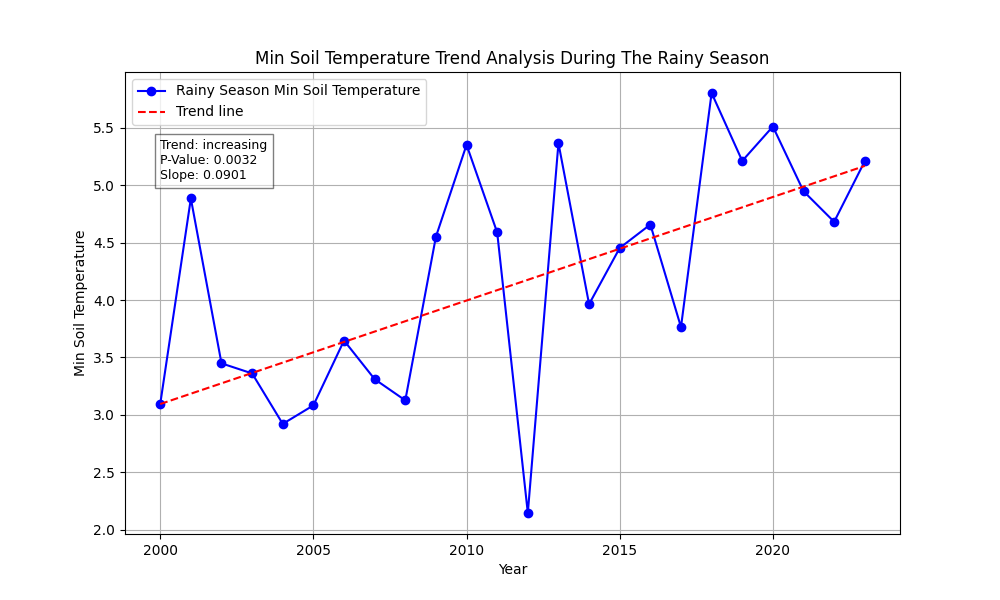 Min Soil Temperature Trend Analysis During The Rainy Season
Rainy Season Min Soil Temperature
Trend line
Trend: increasing
P-Value: 0.0032
Slope: 0.0901
Min Soil Temperature
5.5
5.0
4.5
4.0
3.5
3.0
2.5
2.0
2000
2005
2010
2015
2020
Year